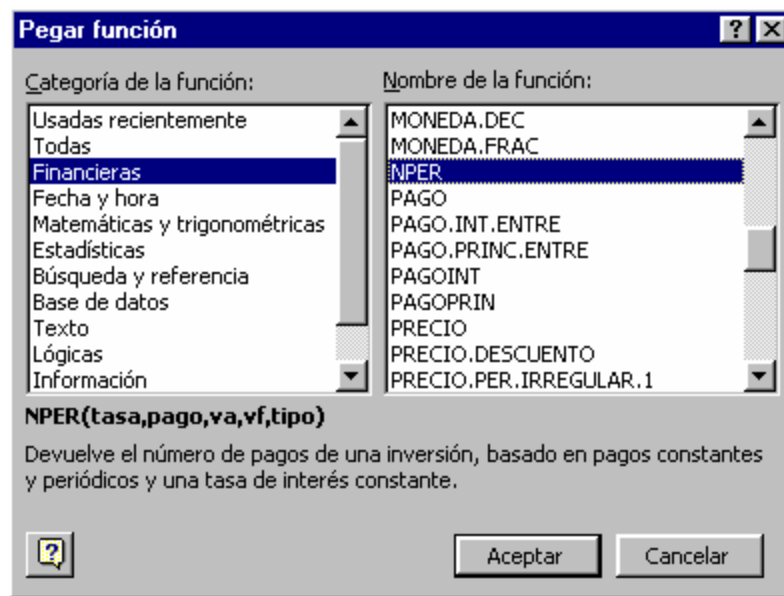 Pegar función
Categoría de la función:
Usadas recientemente
Todas
Financieras
Fecha y hora
Matemáticas y trigonométricas
Estadísticas
Búsqueda y referencia
Base de datos
Texto
Lógicas
Información
Nombre de la función:
MONEDA.DEC
MONEDA.FRAC
NPER
PAGO
PAGO.INT.ENTRE
PAGO.PRINC.ENTRE
PAGOINT
PAGOPRIN
PRECIO
PRECIO.DESCUENTO
PRECIO.PER.IRREGULAR.1
NPER(tasa,pago,va,vf,tipo)
Devuelve el número de pagos de una inversión, basado en pagos constantes
y periódicos y una tasa de interés constante.
Aceptar
Cancelar